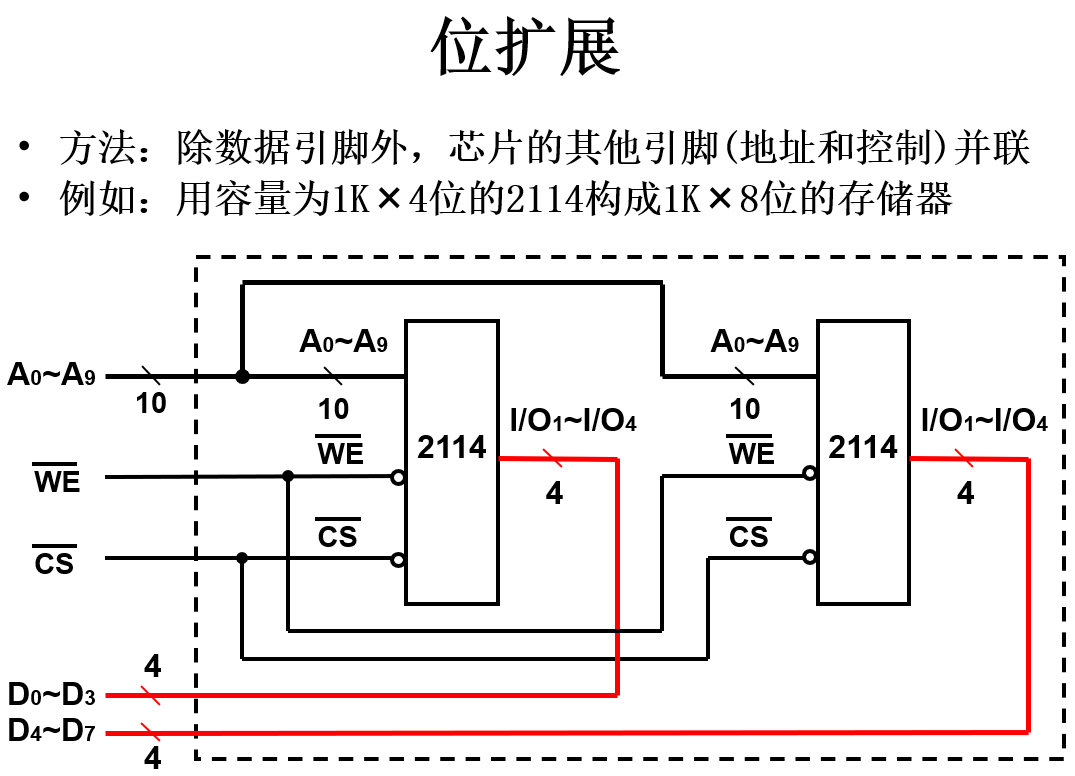 位扩展
• 方法：除数据引脚外，芯片的其他引脚(地址和控制)并联
• 例如：用容量为1K×4位的2114构成1K×8位的存储器
A0~A9
A0~A9
A0~A9
10
10
10
I/O1~I/O4
I/O1~I/O4
WE
WE
2114
WE
2114
4
4
CS
CS
CS
4
D0~D3
D4~D7
4